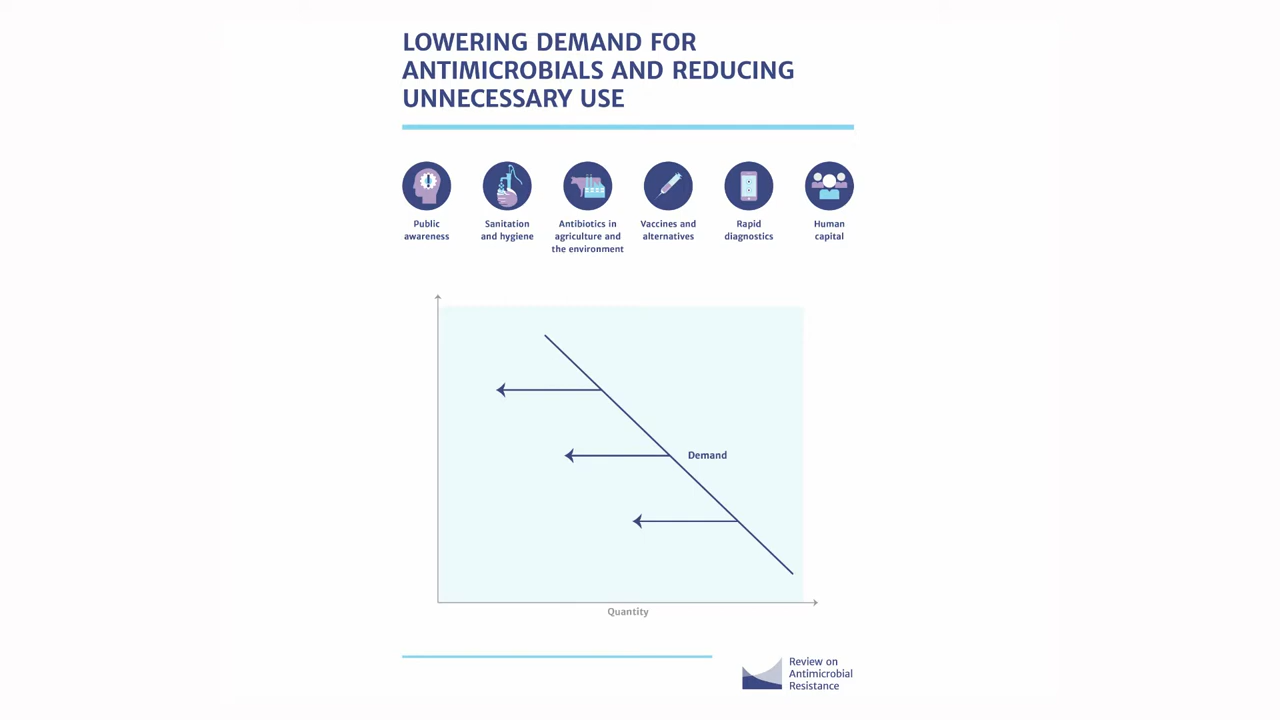 LOWERING DEMAND FOR
ANTIMICROBIALS AND REDUCING
UNNECESSARY USE
Public
awareness
Sanitation
and hygiene
Antibiotics in
agriculture and
the environment
Vaccines and
alternatives
Rapid
diagnostics
Human
capital
Demand
Quantity
Review on
Antimicrobial
Resistance